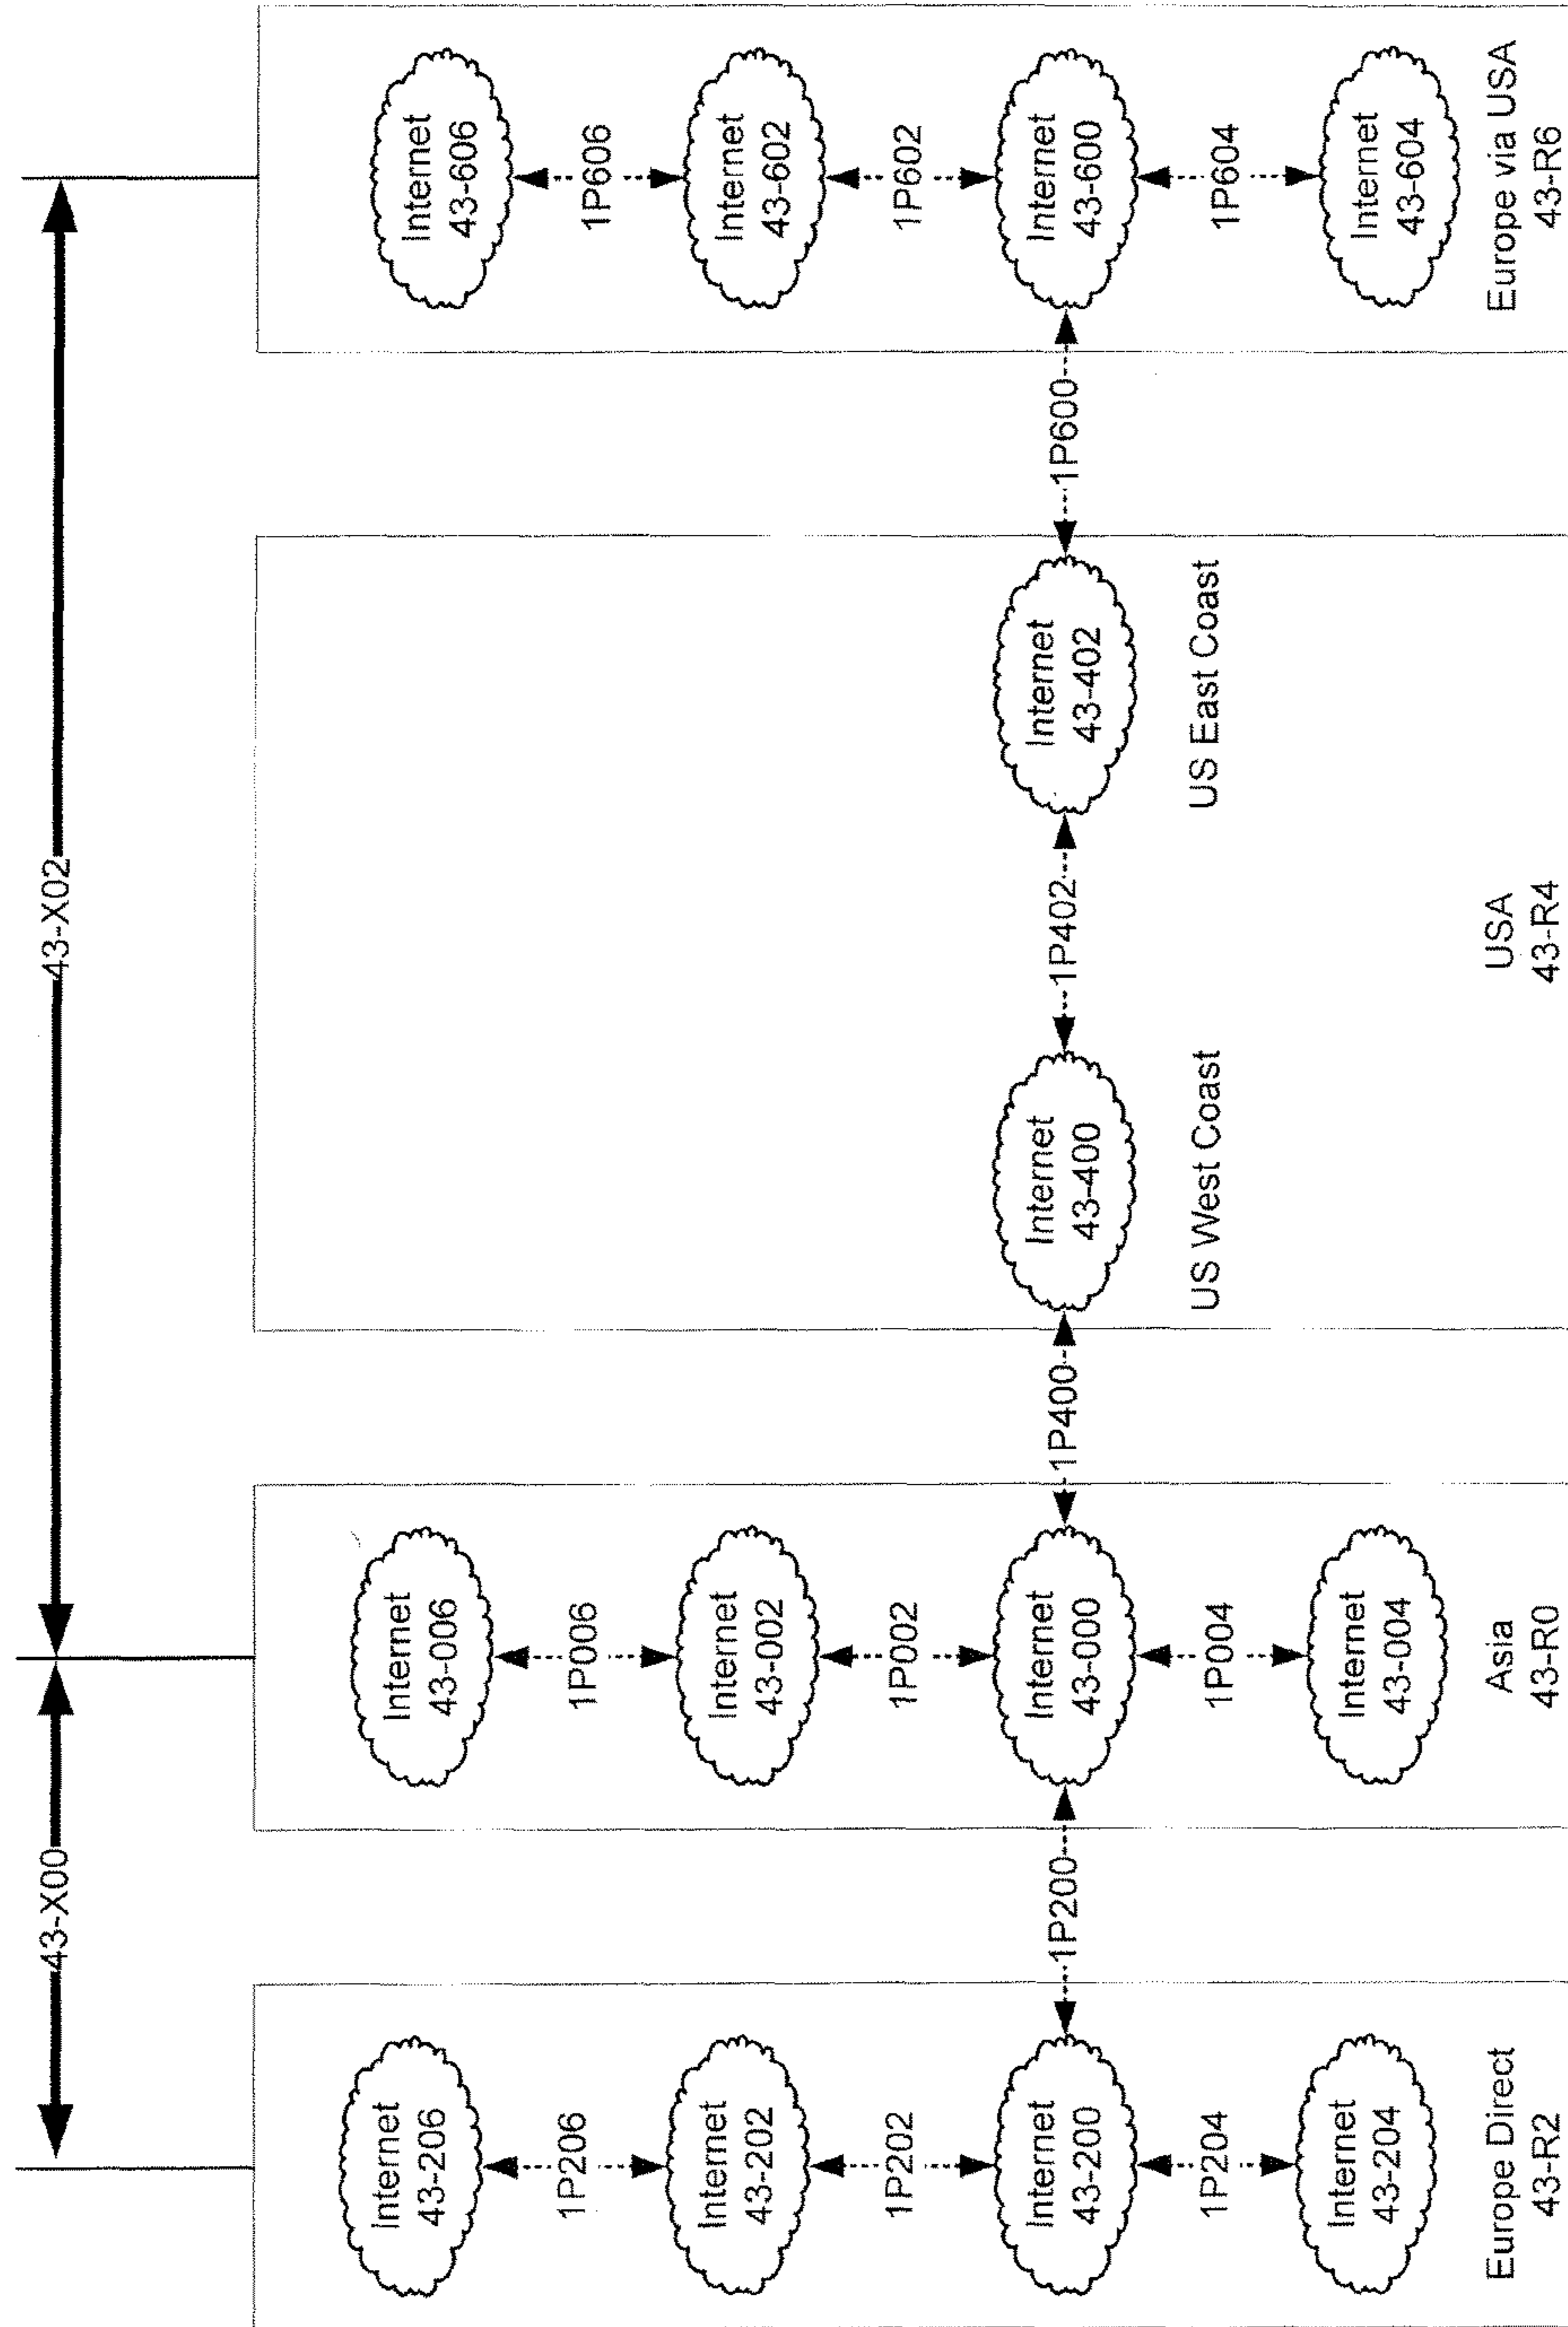 43-X00
43-X02
Internet
43-206
1P206
Internet
43-202
1P202
Internet
43-200
1P204
Internet
43-204
Europe Direct
43-R2
1P200
Internet
43-006
1P006
Internet
43-002
1P002
Internet
43-000
1P004
Internet
43-004
Asia
43-R0
1P400
Internet
43-400
US West Coast
1P402
Internet
43-402
US East Coast
USA
43-R4
1P600
Internet
43-606
1P606
Internet
43-602
1P602
Internet
43-600
1P604
Internet
43-604
Europe via USA
43-R6